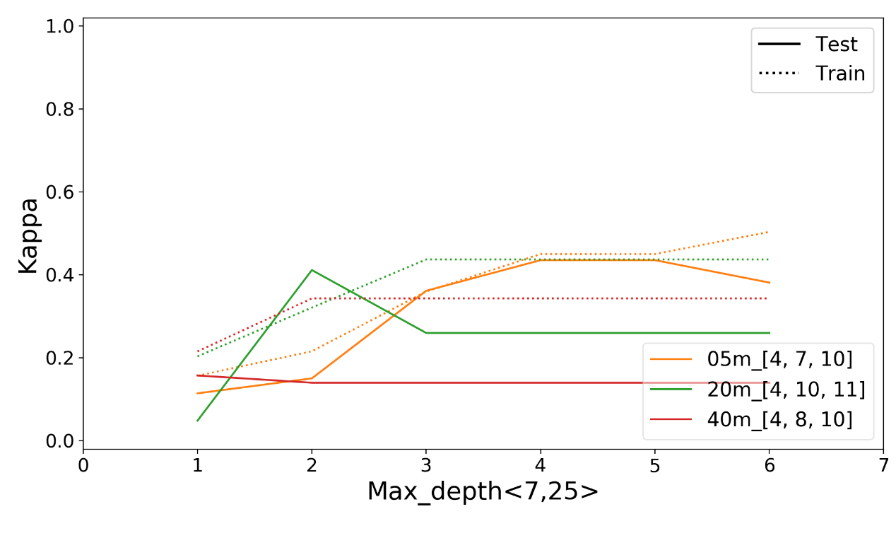 1.0
0.8
0.6
0.4
0.2
0.0
Kappa
0 1 2 3 4 5 6 7
Max_depth<7,25>
Test
Train
05m_[4, 7, 10]
20m_[4, 10, 11]
40m_[4, 8, 10]